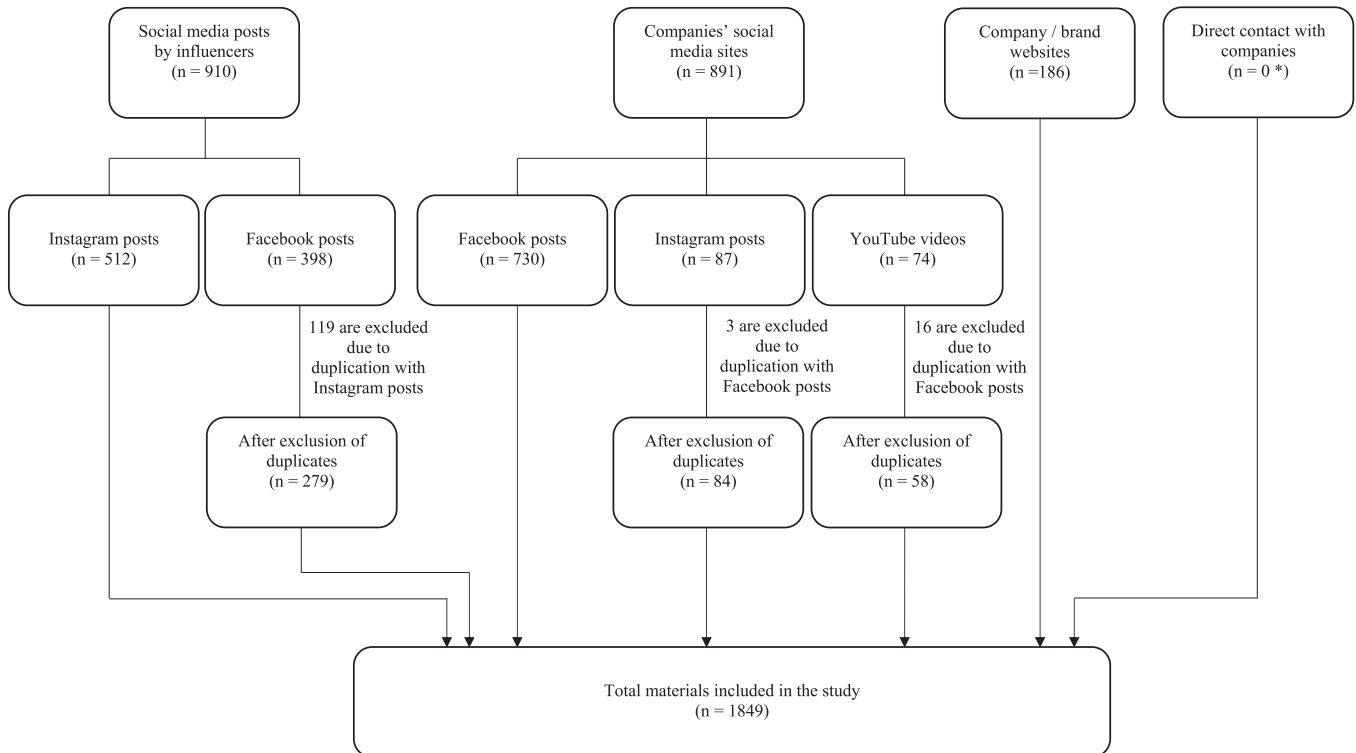 Social media posts
by influencers
(n = 910)
Companies’ social
media sites
(n = 891)
Company / brand
websites
(n =186)
Direct contact with
companies
(n = 0 *)
Instagram posts
(n = 512)
Facebook posts
(n = 398)
Facebook posts
(n = 730)
Instagram posts
(n = 87)
YouTube videos
(n = 74)
119 are excluded
due to
duplication with
Instagram posts
3 are excluded
due to
duplication with
Facebook posts
16 are excluded
due to
duplication with
Facebook posts
After exclusion of
duplicates
(n = 279)
After exclusion of
duplicates
(n = 84)
After exclusion of
duplicates
(n = 58)
Total materials included in the study
(n = 1849)